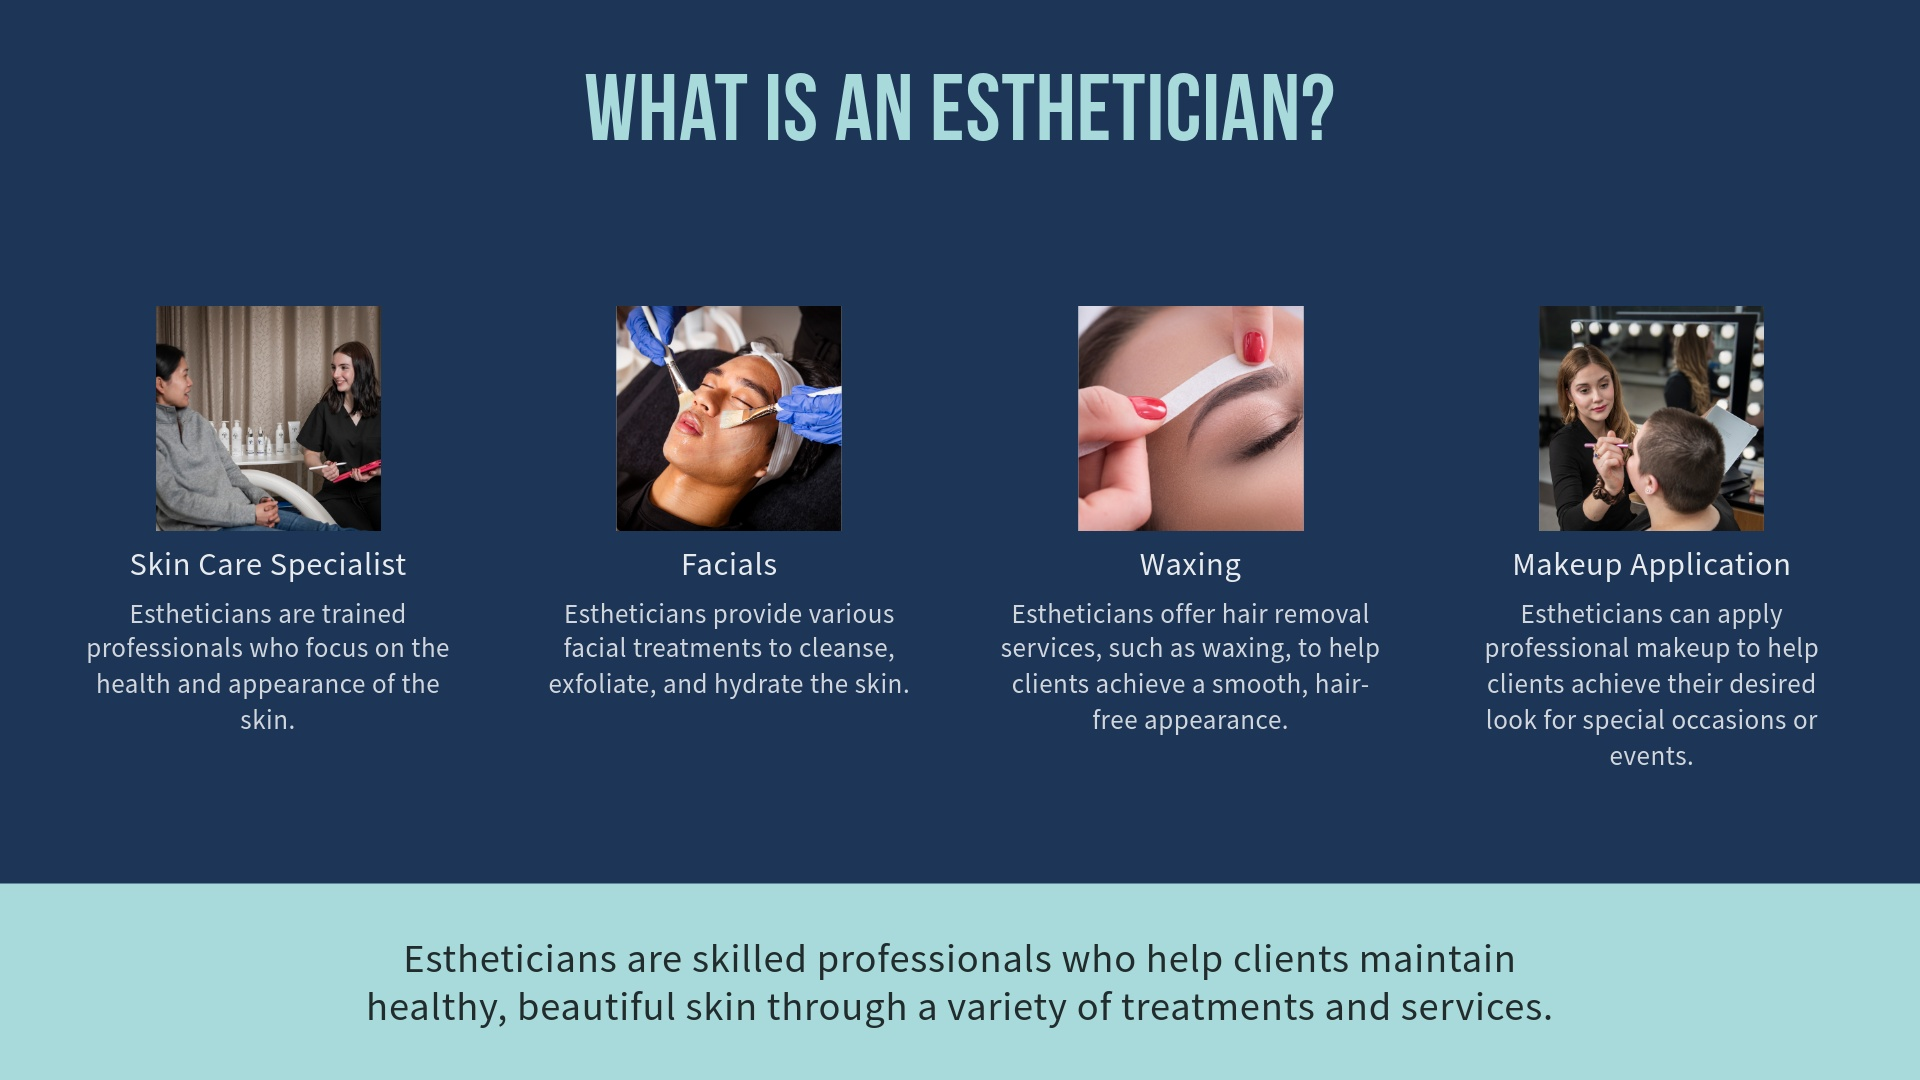 WHAT IS AN ESTHETICIAN?
Skin Care Specialist
Estheticians are trained
professionals who focus on the
health and appearance of the
skin.
Facials
Estheticians provide various
facial treatments to cleanse,
exfoliate, and hydrate the skin.
Waxing
Estheticians offer hair removal
services, such as waxing, to help
clients achieve a smooth, hair-
free appearance.
Makeup Application
Estheticians can apply
professional makeup to help
clients achieve their desired
look for special occasions or
events.
Estheticians are skilled professionals who help clients maintain
healthy, beautiful skin through a variety of treatments and services.